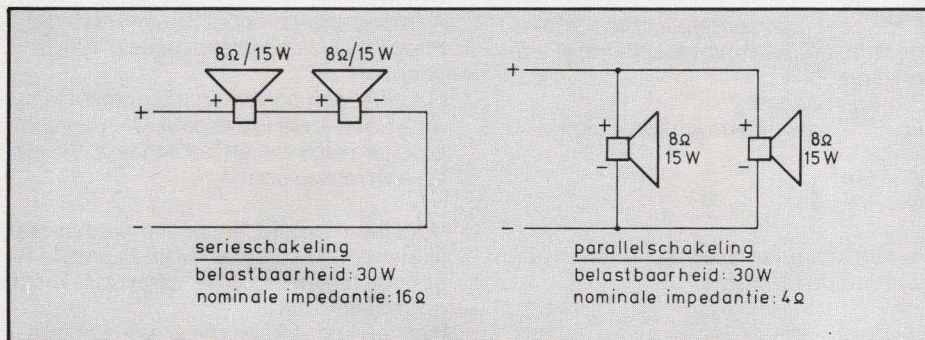 8Ω/15W 8Ω/15W
+ + - + -
-
serieschakeling
belastbaarheid: 30W
nominale impedantie: 16Ω
+
+ 8Ω + 8Ω
- 15W - 15W
-
parallelschakeling
belastbaarheid: 30W
nominale impedantie: 4Ω